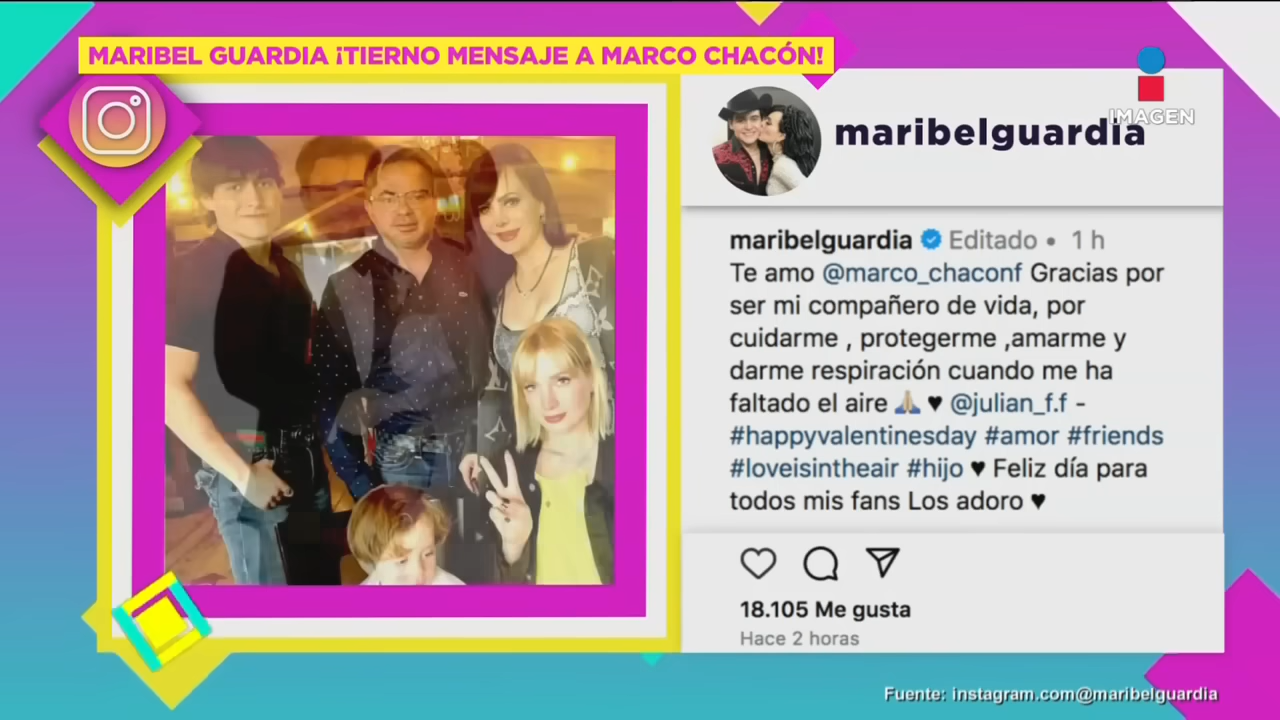 MARIBEL GUARDIA ¡TIERNO MENSAJE A MARCO CHACÓN!
IMAGEN
maribelguardia
maribelguardia Editado • 1 h
Te amo @marco_chaconf Gracias por
ser mi compañero de vida, por
cuidarme , protegerme ,amarme y
darme respiración cuando me ha
faltado el aire 🙏🏼 ♥ @julian_f.f -
#happyvalentinesday #amor #friends
#loveisintheair #hijo ♥ Feliz día para
todos mis fans Los adoro ♥
18.105 Me gusta
Hace 2 horas
Fuente: instagram.com@maribelguardia